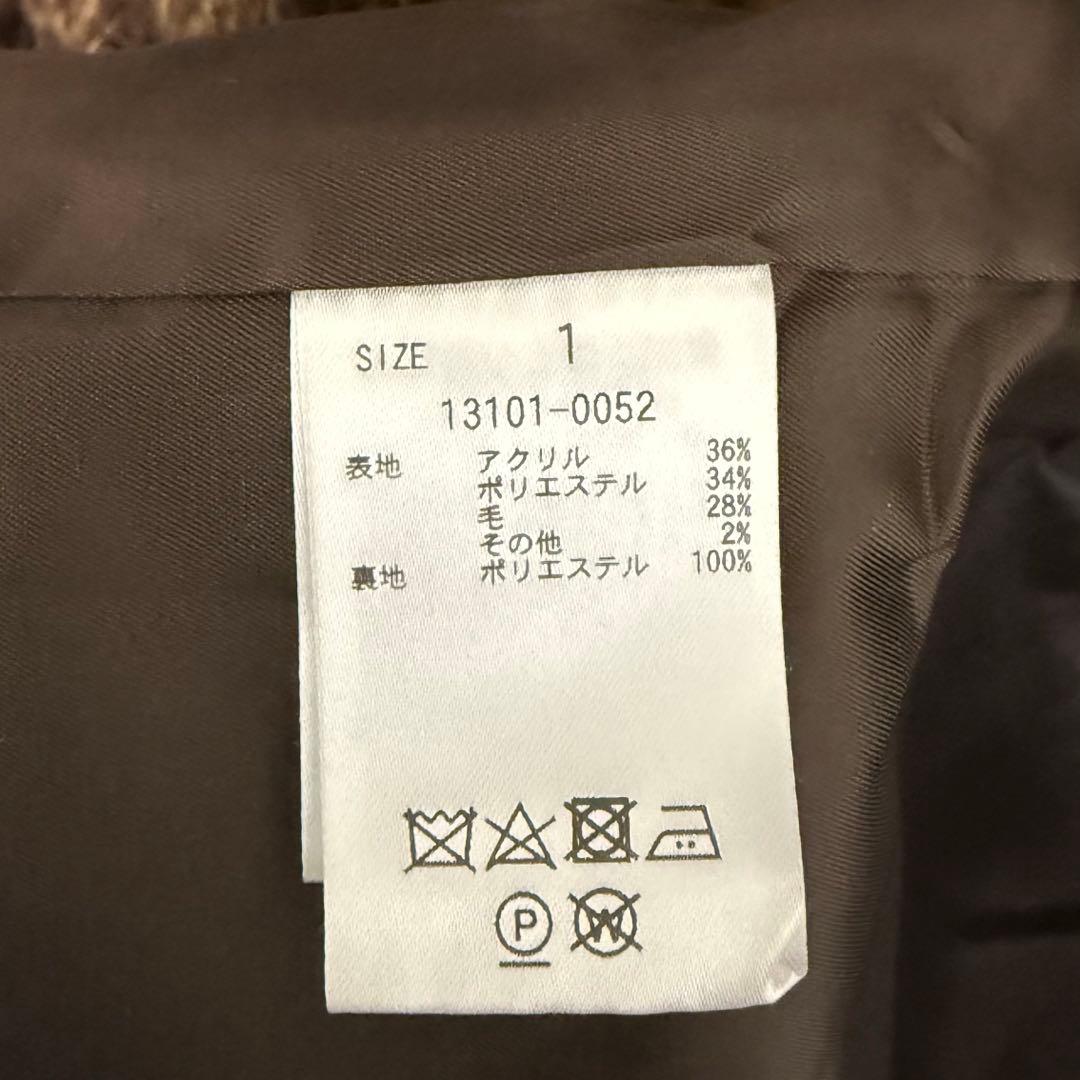 SIZE 1
13101-0052
表地 アクリル 36%
ポリエステル 34%
毛 28%
その他 2%
裏地 ポリエステル 100%
P W